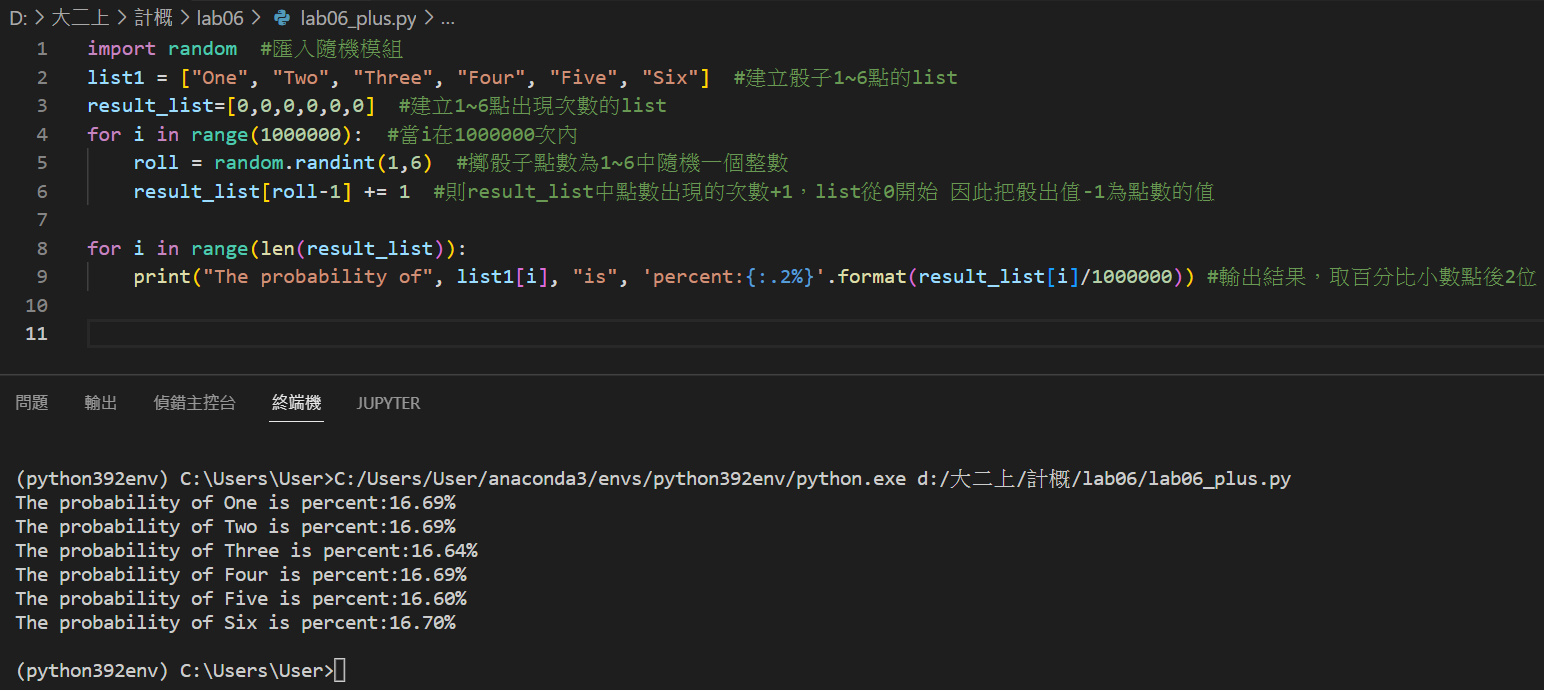 D: > 大二上 > 計概 > lab06 > lab06_plus.py > ...
1 import random  #匯入隨機模組
2 list1 = ["One", "Two", "Three", "Four", "Five", "Six"]  #建立骰子1~6點的list
3 result_list=[0,0,0,0,0,0]  #建立1~6點出現次數的list
4 for i in range(1000000):  #當i在1000000次內
5     roll = random.randint(1,6)  #擲骰子點數為1~6中隨機一個整數
6     result_list[roll-1] += 1  #則result_list中點數出現的次數+1，list從0開始 因此把骰出值-1為點數的值
7
8 for i in range(len(result_list)):
9     print("The probability of", list1[i], "is", 'percent:{:.2%}'.format(result_list[i]/1000000)) #輸出結果，取百分比小數點後2位
10
11
問題 輸出 偵錯主控台 終端機 JUPYTER
(python392env) C:\Users\User>C:/Users/User/anaconda3/envs/python392env/python.exe d:/大二上/計概/lab06/lab06_plus.py
The probability of One is percent:16.69%
The probability of Two is percent:16.69%
The probability of Three is percent:16.64%
The probability of Four is percent:16.69%
The probability of Five is percent:16.60%
The probability of Six is percent:16.70%
(python392env) C:\Users\User>